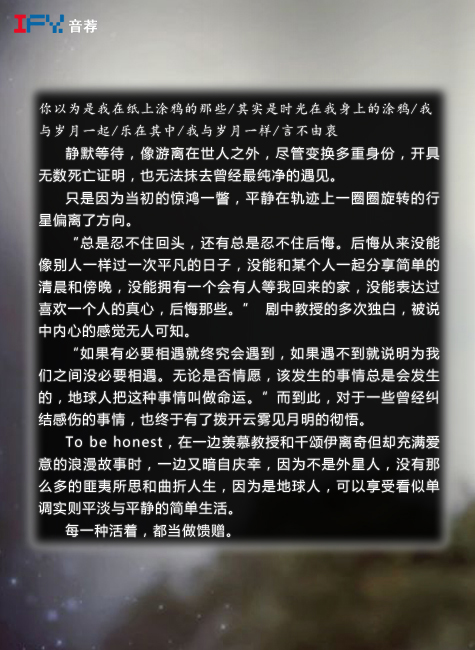 IFY. 音荐
你以为是我在纸上涂鸦的那些/其实是时光在我身上的涂鸦/我
与岁月一起/乐在其中/我与岁月一样/言不由衷
静默等待，像游离在世人之外，尽管变换多重身份，开具
无数死亡证明，也无法抹去曾经最纯净的遇见。
只是因为当初的惊鸿一瞥，平静在轨迹上一圈圈旋转的行
星偏离了方向。
“总是忍不住回头，还有总是忍不住后悔。后悔从来没能
像别人一样过一次平凡的日子，没能和某个人一起分享简单的
清晨和傍晚，没能拥有一个会有人等我回来的家，没能表达过
喜欢一个人的真心，后悔那些。” 剧中教授的多次独白，被说
中内心的感觉无人可知。
“如果有必要相遇就终究会遇到，如果遇不到就说明为我
们之间没必要相遇。无论是否情愿，该发生的事情总是会发生
的，地球人把这种事情叫做命运。”而到此，对于一些曾经纠
结感伤的事情，也终于有了拨开云雾见月明的彻悟。
To be honest，在一边羡慕教授和千颂伊离奇但却充满爱
意的浪漫故事时，一边又暗自庆幸，因为不是外星人，没有那
么多的匪夷所思和曲折人生，因为是地球人，可以享受看似单
调实则平淡与平静的简单生活。
每一种活着，都当做馈赠。